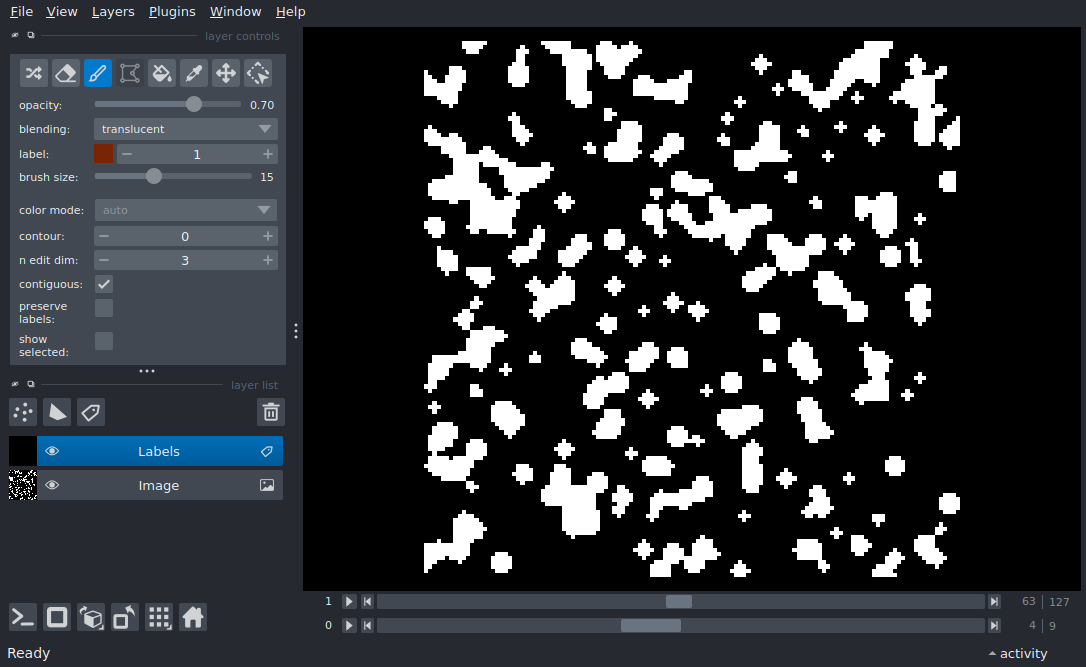 File View Layers Plugins Window Help
layer controls
opacity: 0.70
blending: translucent
label: 1
brush size: 15
color mode: auto
contour: 0
n edit dim: 3
contiguous:
preserve
labels:
show
selected:
layer list
Labels
Image
1 63 127
0 4 9
Ready activity